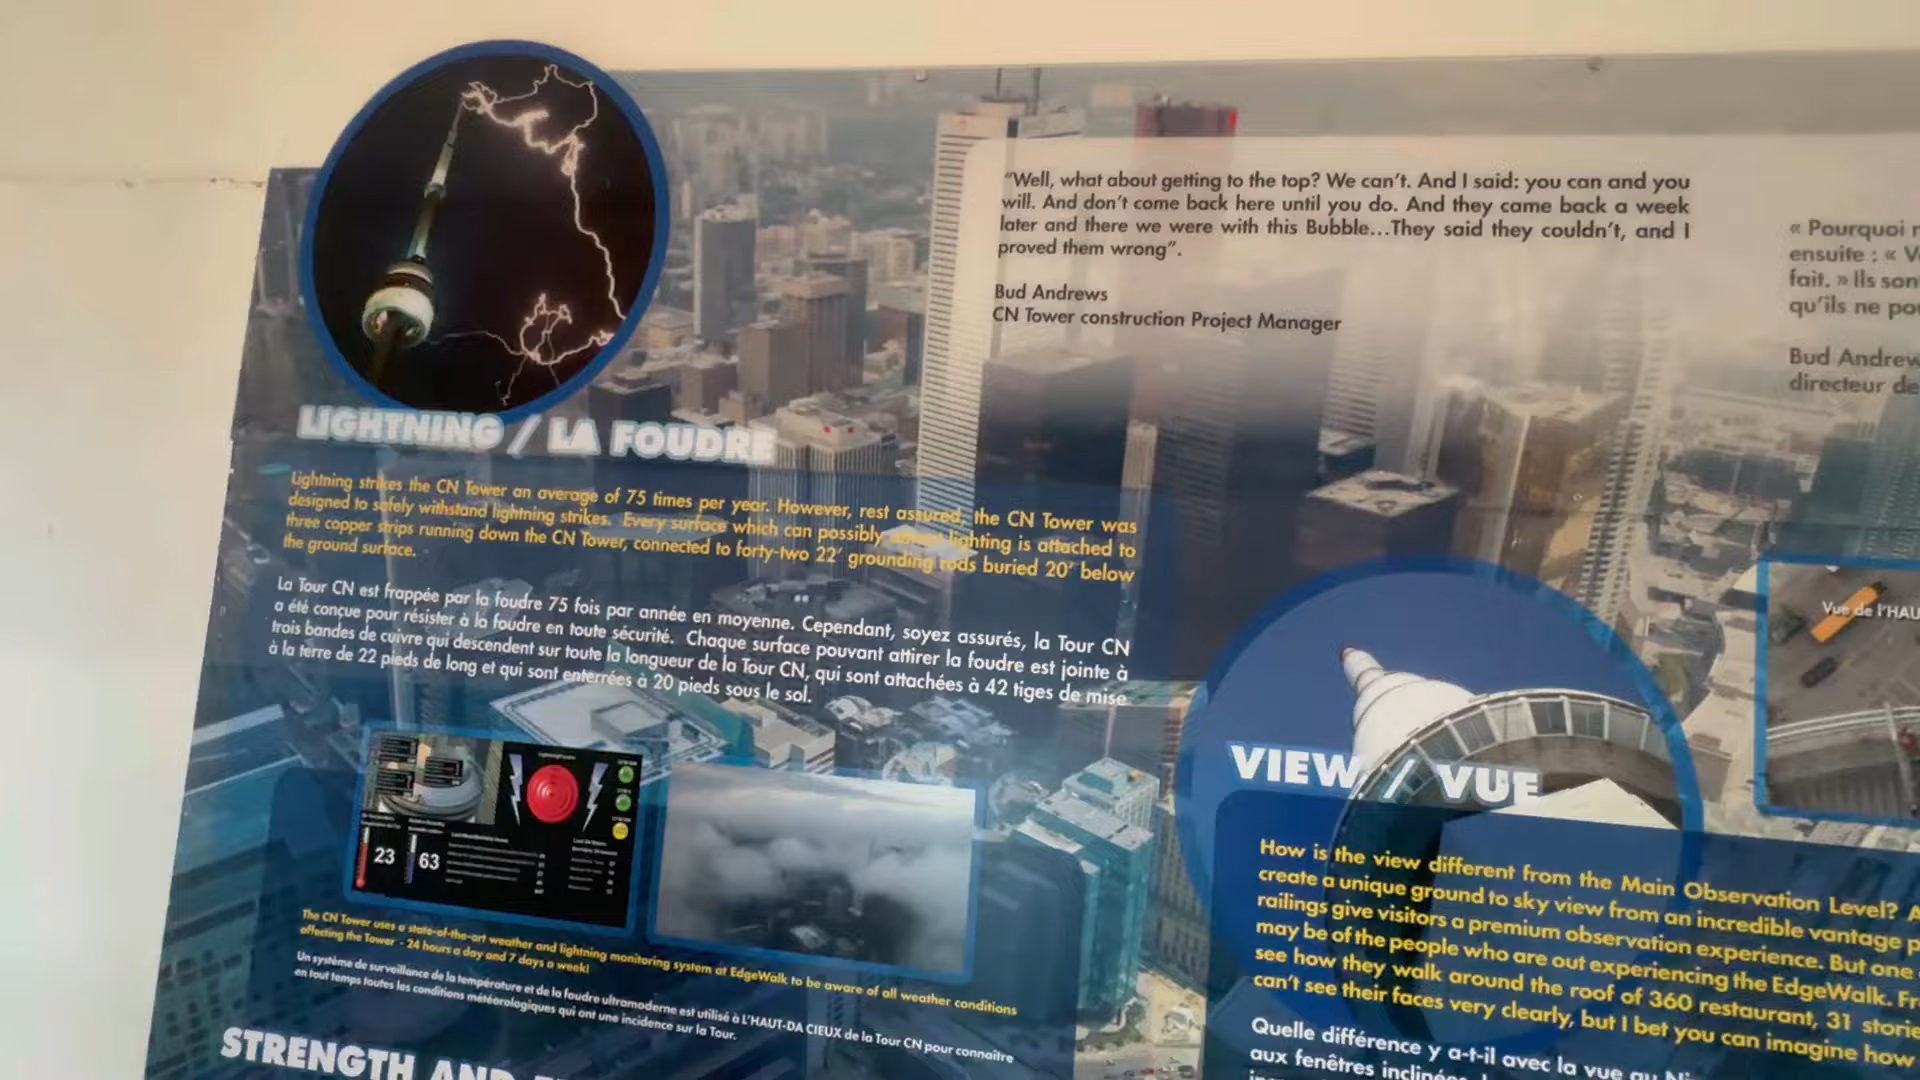 "Well, what about getting to the top? We can't. And I said: you can and you
will. And don't come back here until you do. And they came back a week
later and there we were with this Bubble...They said they couldn't, and I
proved them wrong".
Bud Andrews
CN Tower construction Project Manager
« Pourquoi
ensuite : «
fait. » Ils
qu'ils ne
Bud
directeur de
LIGHTNING / LA FOUDRE
Lightning strikes the CN Tower an average of 75 times per year. However, rest assured, the CN Tower was
designed to safely withstand lightning strikes. Every surface which can possibly lighting is attached to
three copper strips running down the CN Tower, connected to forty-two 22' grounding rods buried 20' below
the ground surface.
La Tour CN est frappée par la foudre 75 fois par année en moyenne. Cependant, soyez assurés, la Tour CN
a été conçue pour résister à la foudre en toute sécurité. Chaque surface pouvant attirer la foudre est jointe à
trois bandes de cuivre qui descendent sur toute la longueur de la Tour CN, qui sont attachées à 42 tiges de mise
à la terre de 22 pieds de long et qui sont enterrées à 20 pieds sous le sol.
23
63
The CN Tower uses a state-of-the-art weather and lightning monitoring system at EdgeWalk to be aware of all weather conditions
affecting the Tower - 24 hours a day and 7 days a week!
Un système de surveillance de la température et de la foudre ultramoderne est utilisé à L'HAUT-DA CIEUX de la Tour CN pour connaître
en tout temps toutes les conditions météorologiques qui ont une incidence sur la Tour.
STRENGTH AND
Vue de
VIEW / VUE
How is the view different from the Main Observation Level?
create a unique ground to sky view from an incredible vantage
railings give visitors a premium observation experience. But one
may be of the people who are out experiencing the EdgeWalk.
see how they walk around the roof of 360 restaurant, 31
can't see their faces very clearly, but I bet you can imagine how
Quelle différence y a-t-il avec la vue
aux fenêtres